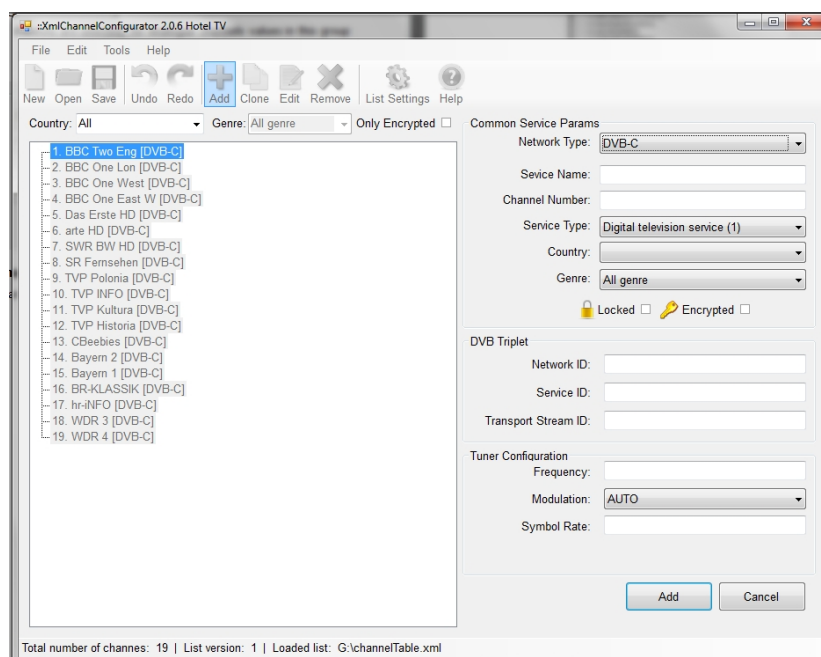 ::XmlChannelConfigurator 2.0.6 Hotel TV
File Edit Tools Help
New Open Save Undo Redo Add Clone Edit Remove List Settings Help
Country: All Genre: All genre Only Encrypted
1. BBC Two Eng [DVB-C]
2. BBC One Lon [DVB-C]
3. BBC One West [DVB-C]
4. BBC One East W [DVB-C]
5. Das Erste HD [DVB-C]
6. arte HD [DVB-C]
7. SWR BW HD [DVB-C]
8. SR Fernsehen [DVB-C]
9. TVP Polonia [DVB-C]
10. TVP INFO [DVB-C]
11. TVP Kultura [DVB-C]
12. TVP Historia [DVB-C]
13. CBeebies [DVB-C]
14. Bayern 2 [DVB-C]
15. Bayern 1 [DVB-C]
16. BR-KLASSIK [DVB-C]
17. hr-iNFO [DVB-C]
18. WDR 3 [DVB-C]
19. WDR 4 [DVB-C]
Common Service Params
Network Type: DVB-C
Sevice Name:
Channel Number:
Service Type: Digital television service (1)
Country:
Genre: All genre
Locked Encrypted
DVB Triplet
Network ID:
Service ID:
Transport Stream ID:
Tuner Configuration
Frequency:
Modulation: AUTO
Symbol Rate:
Add Cancel
Total number of channes: 19 | List version: 1 | Loaded list: G:\channelTable.xml